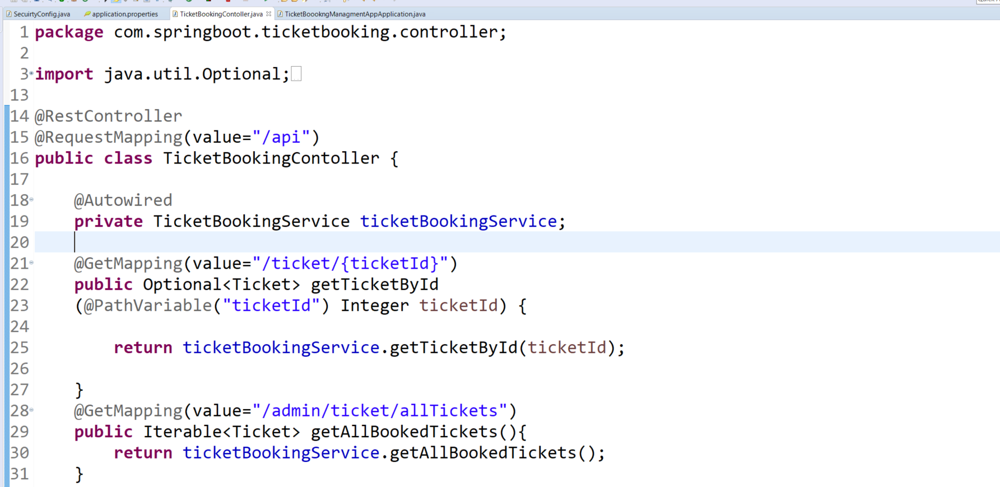 SecuirtyConfig.java application.properties TicketBookingContoller.java TicketBoookngManagmentAppApplication.java
1 package com.springboot.ticketbooking.controller;
2
3 import java.util.Optional;
13
14 @RestController
15 @RequestMapping(value="/api")
16 public class TicketBookingContoller {
17
18 @Autowired
19 private TicketBookingService ticketBookingService;
20
21 @GetMapping(value="/ticket/{ticketId}")
22 public Optional<Ticket> getTicketById
23 (@PathVariable("ticketId") Integer ticketId) {
24
25 return ticketBookingService.getTicketById(ticketId);
26
27 }
28 @GetMapping(value="/admin/ticket/allTickets")
29 public Iterable<Ticket> getAllBookedTickets(){
30 return ticketBookingService.getAllBookedTickets();
31 }